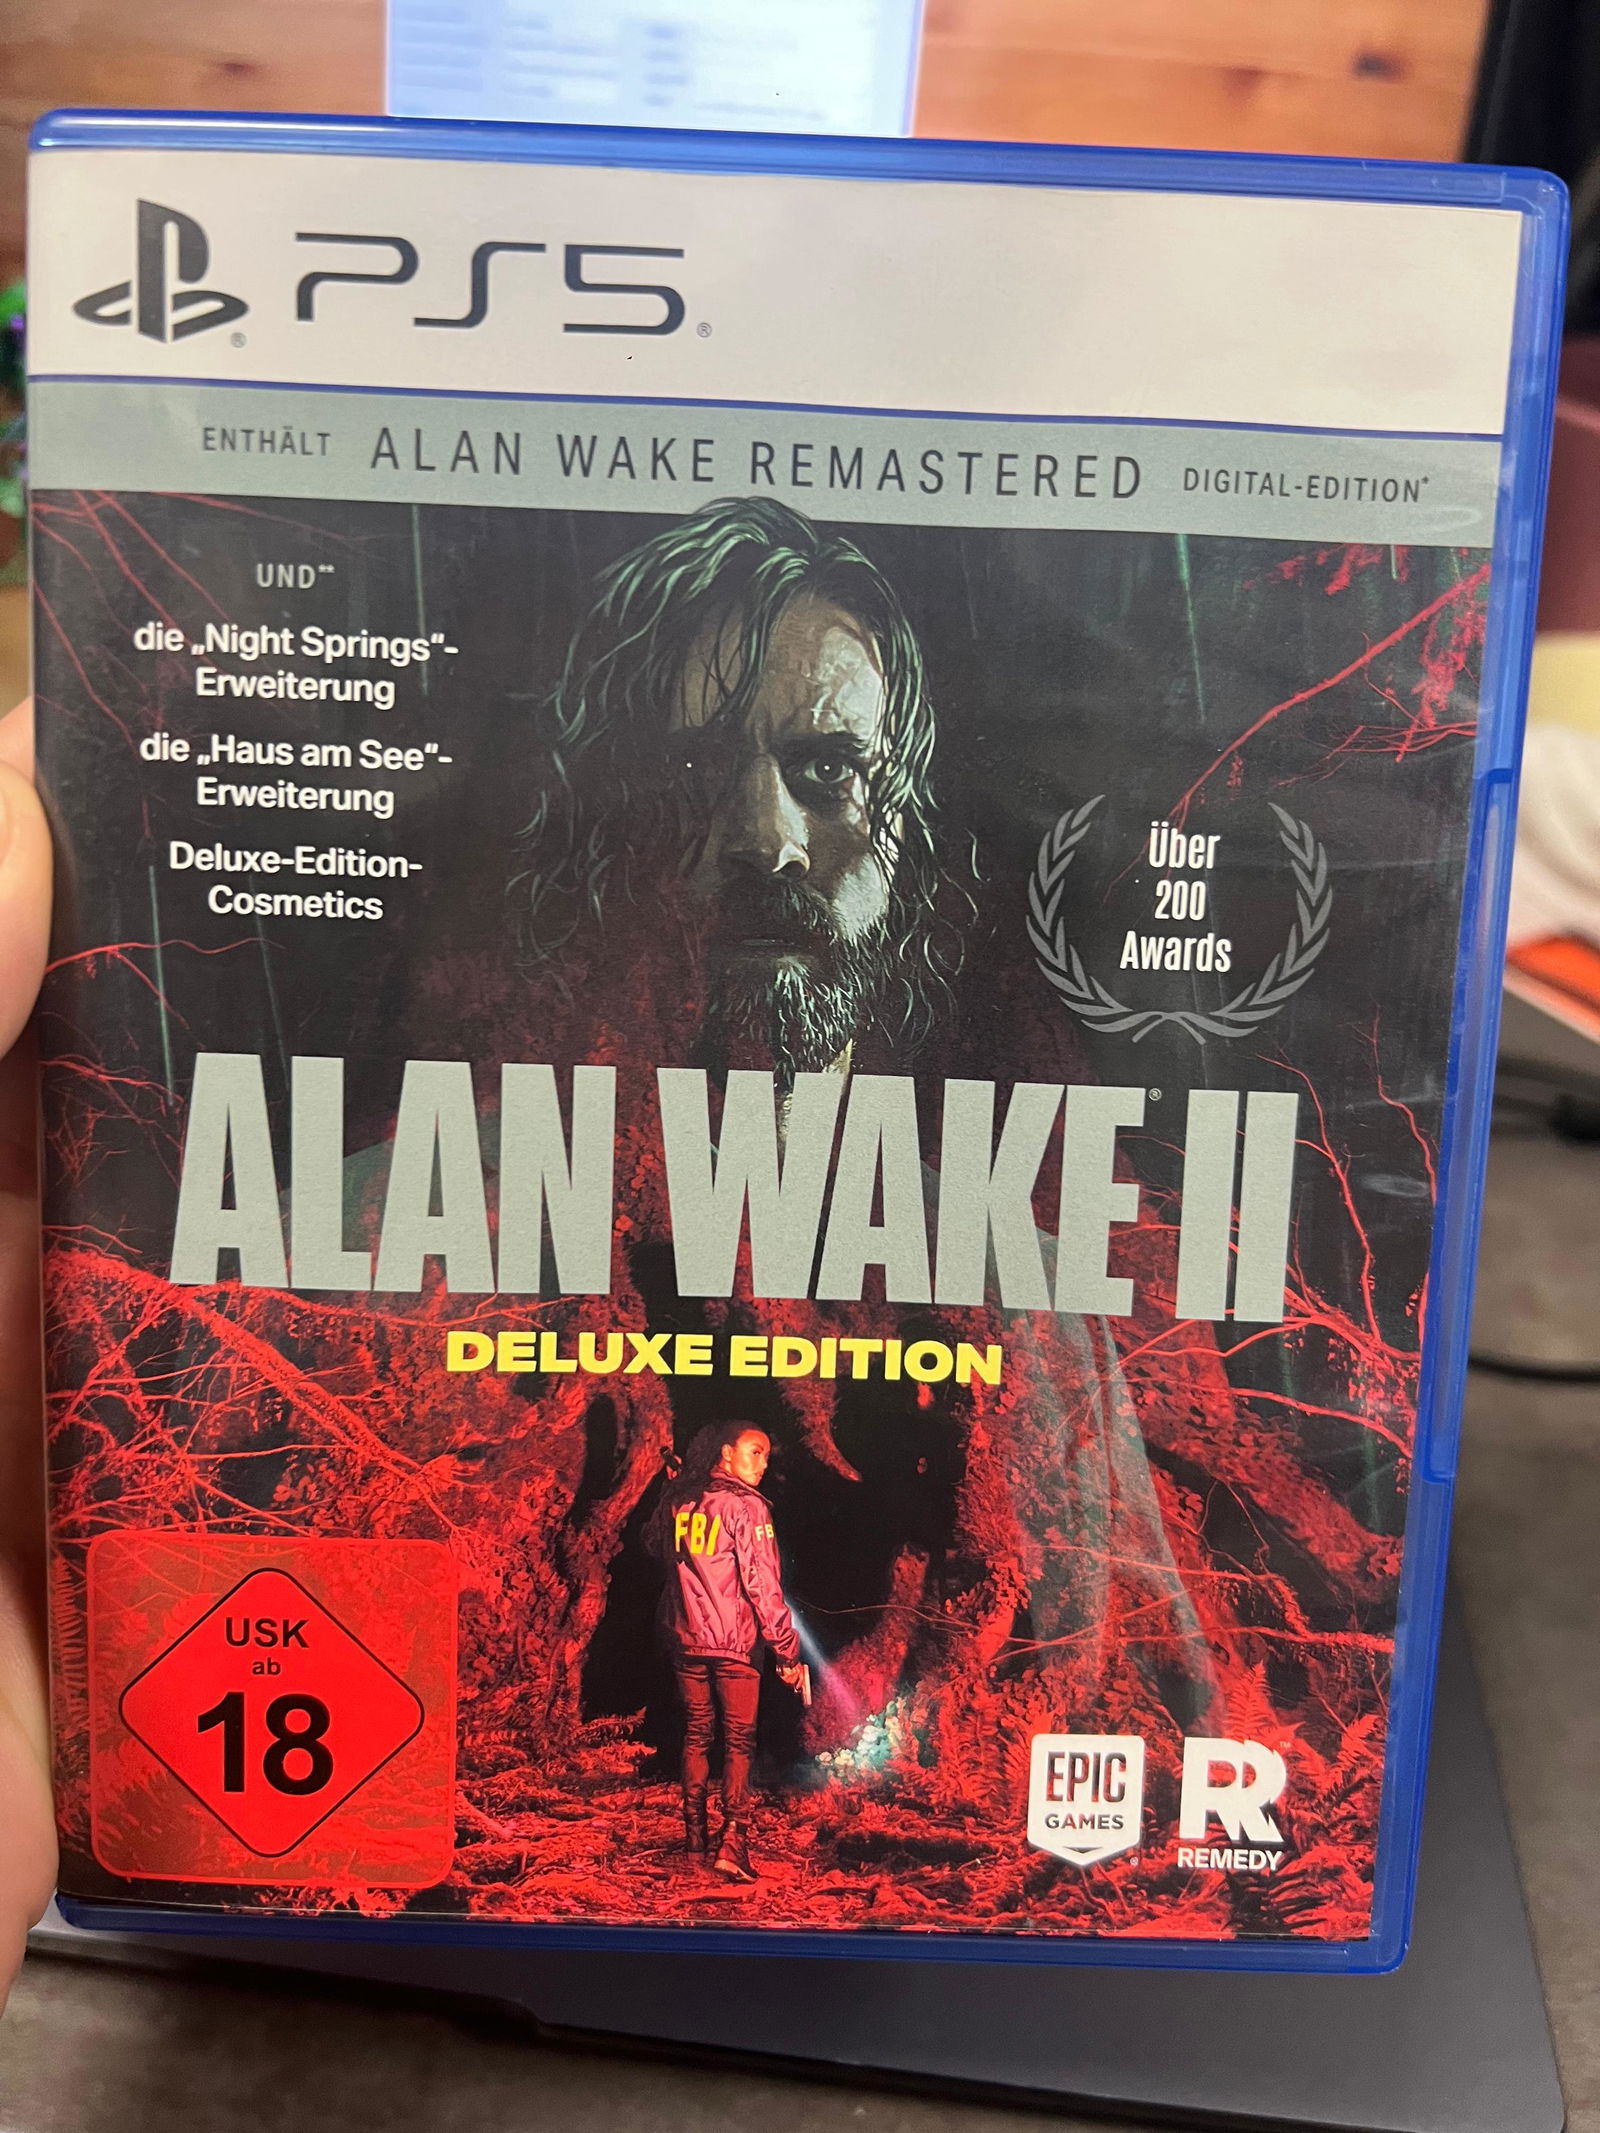 PS5
ENTHÄLT ALAN WAKE REMASTERED DIGITAL-EDITION*
UND**
die „Night Springs“-
Erweiterung
die „Haus am See“-
Erweiterung
Deluxe-Edition-
Cosmetics
Über
200
Awards
ALAN WAKE® II
DELUXE EDITION
FBI
FB
USK
ab
18
EPIC
GAMES
REMEDY